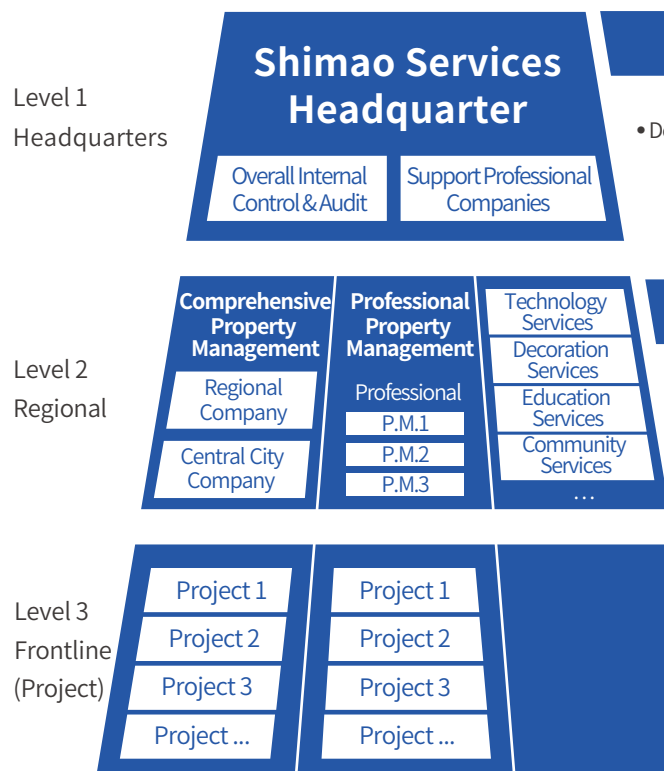 Level 1
Headquarters
Shimao Services
Headquarter
Overall Internal
Control & Audit
Support Professional
Companies
Level 2
Regional
Comprehensive
Property
Management
Regional
Company
Central City
Company
Professional
Property
Management
Professional
P.M.1
P.M.2
P.M.3
Technology
Services
Decoration
Services
Education
Services
Community
Services
...
Level 3
Frontline
(Project)
Project 1
Project 2
Project 3
Project ...
Project 1
Project 2
Project 3
Project ...